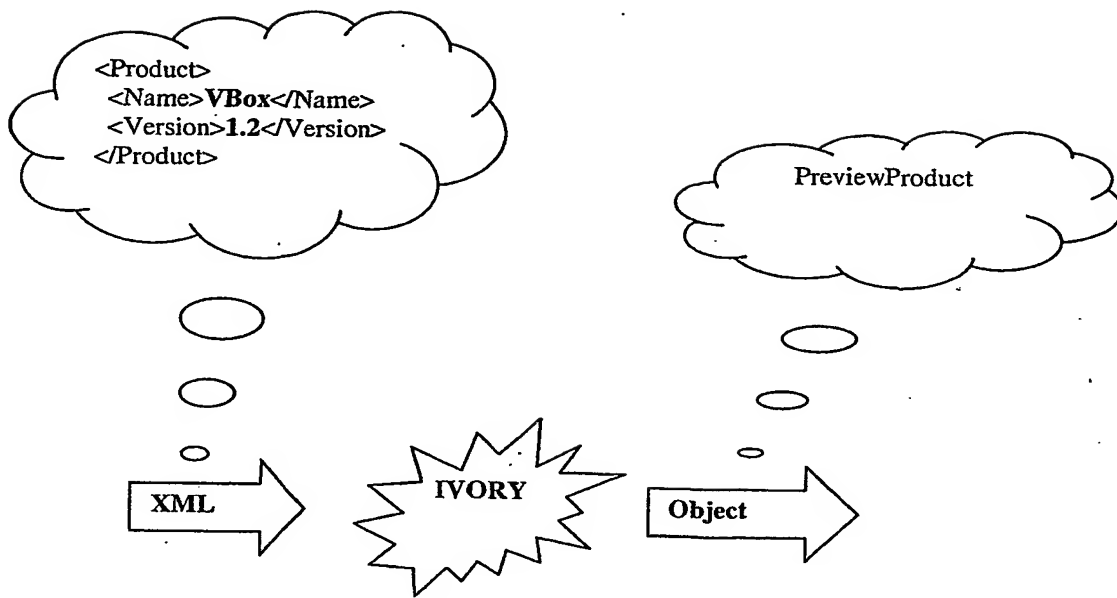 <Product>
<Name>VBox</Name>
<Version>1.2</Version>
</Product>
PreviewProduct
XML
IVORY
Object